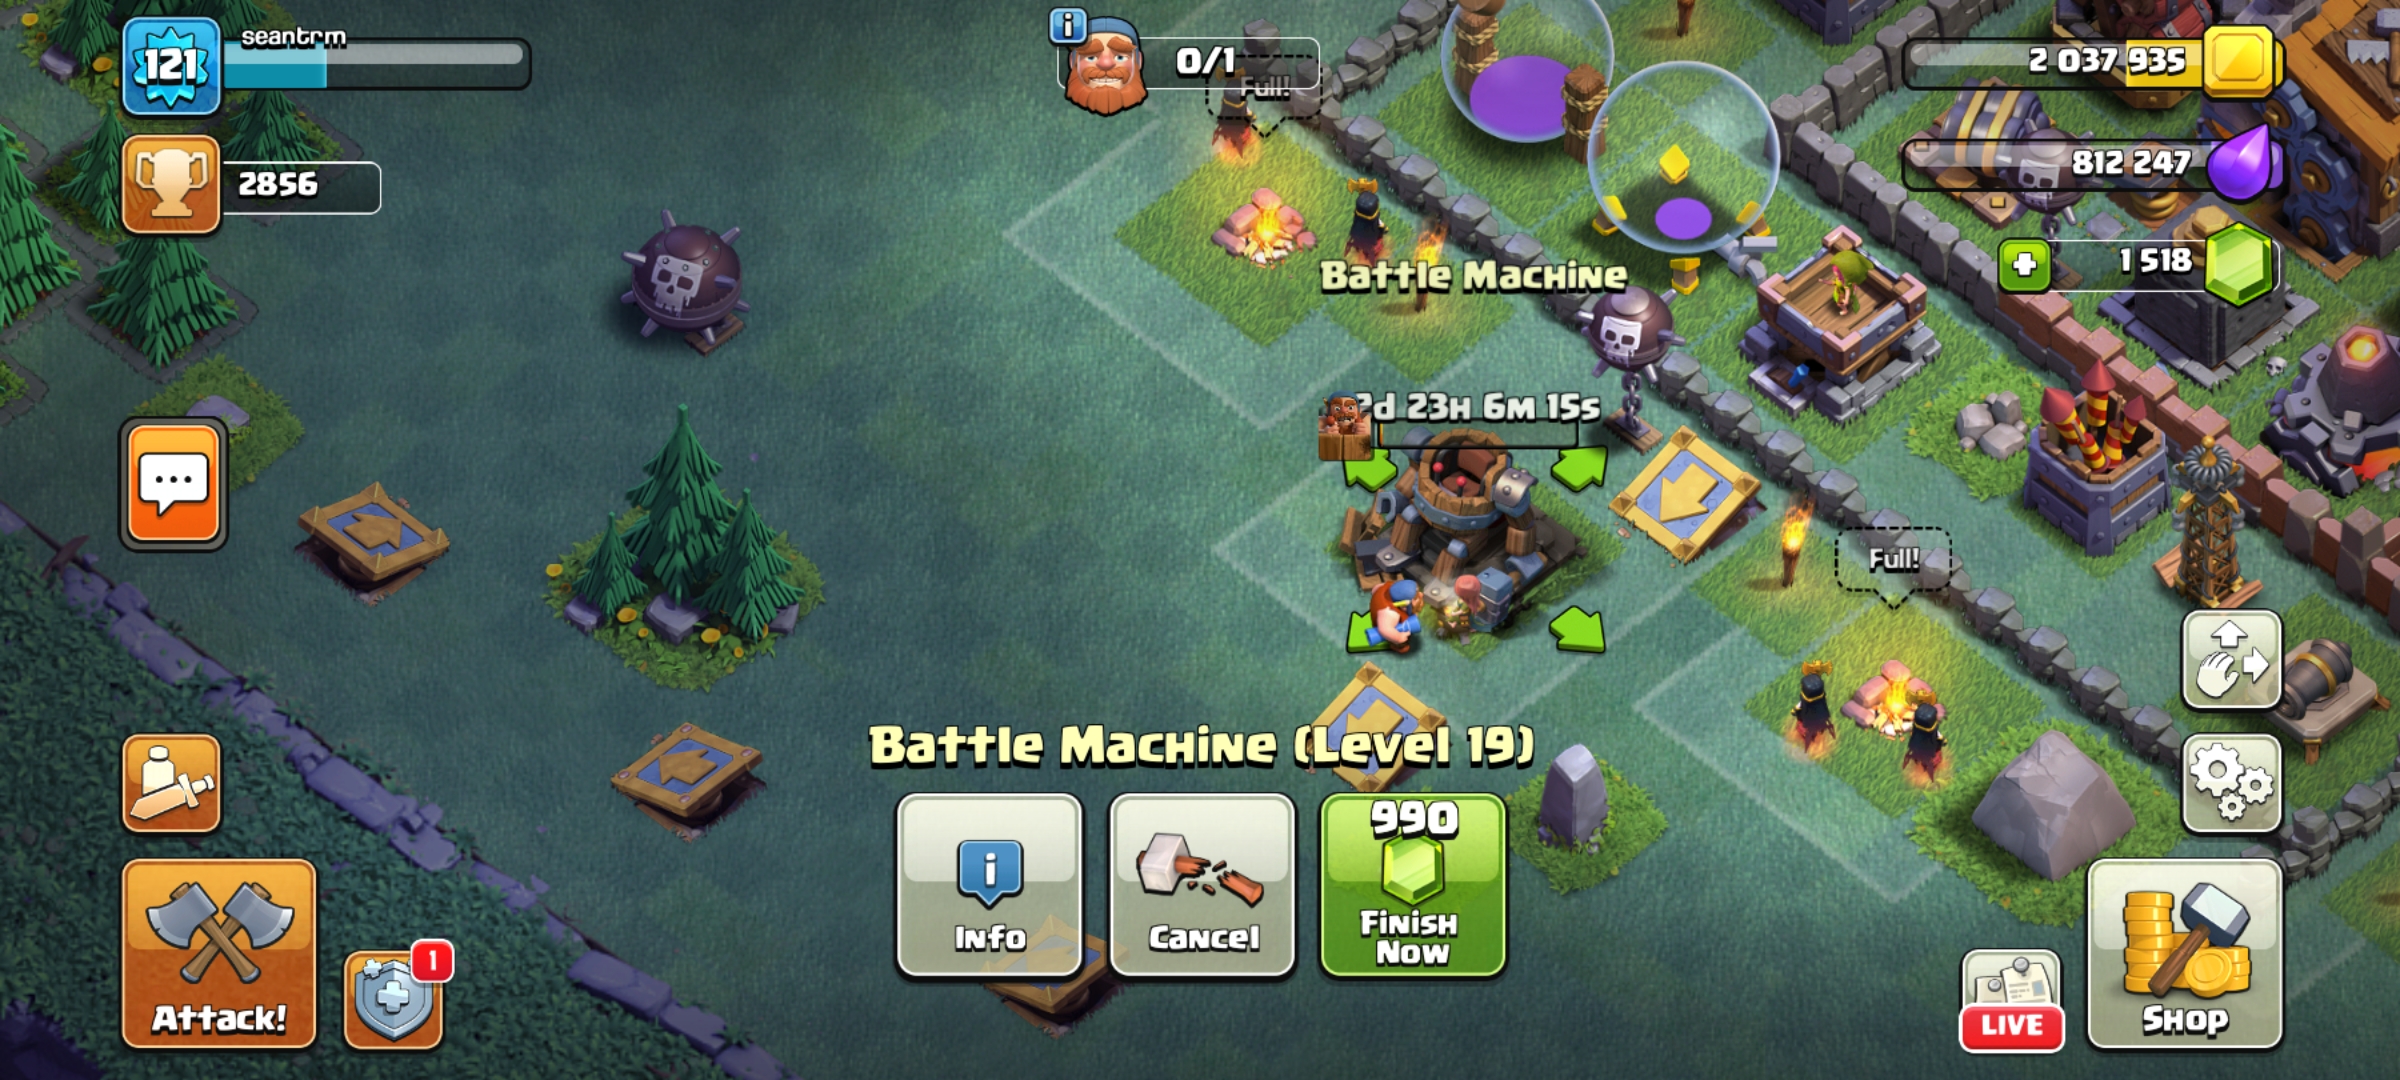 121
seantrm
0/1
Full!
2 037 935
2856
812 247
1 518
Battle Machine
2d 23H 6M 15s
Full!
Battle Machine (Level 19)
990
Info
Cancel
Finish
Now
1
Attack!
LIVE
Shop